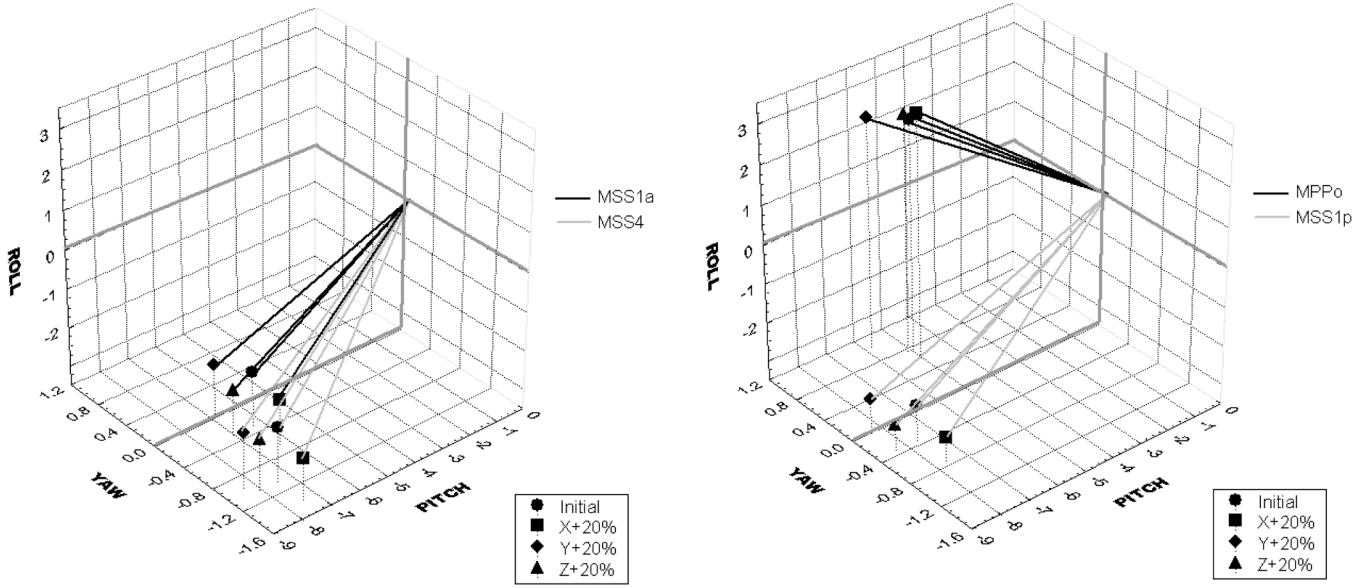 3
2
1
0
-1
-2
ROLL
1.2
0.8
0.4
0.0
-0.4
-0.8
-1.2
-1.6
YAW
-9
-8
-7
-6
-5
-4
-3
-2
-1
0
PITCH
MSS1a
MSS4
Initial
X+20%
Y+20%
Z+20%
3
2
1
0
-1
-2
ROLL
1.2
0.8
0.4
0.0
-0.4
-0.8
-1.2
-1.6
YAW
-9
-8
-7
-6
-5
-4
-3
-2
-1
0
PITCH
MPPo
MSS1p
Initial
X+20%
Y+20%
Z+20%